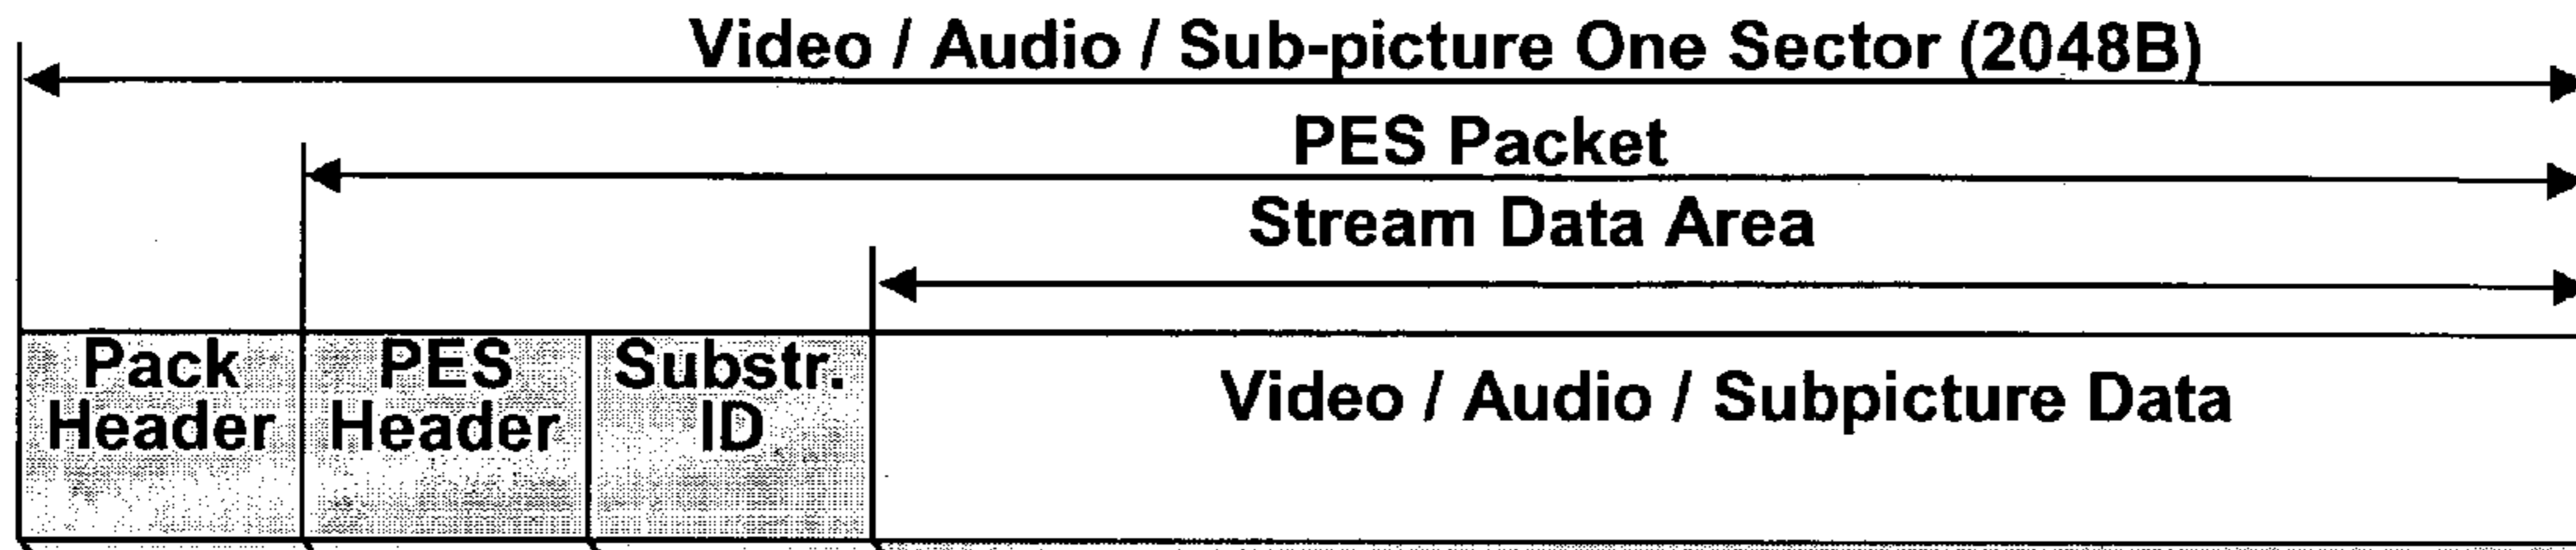 Video / Audio / Sub-picture One Sector (2048B)
PES Packet
Stream Data Area
Pack Header
PES Header
Substr. ID
Video / Audio / Subpicture Data